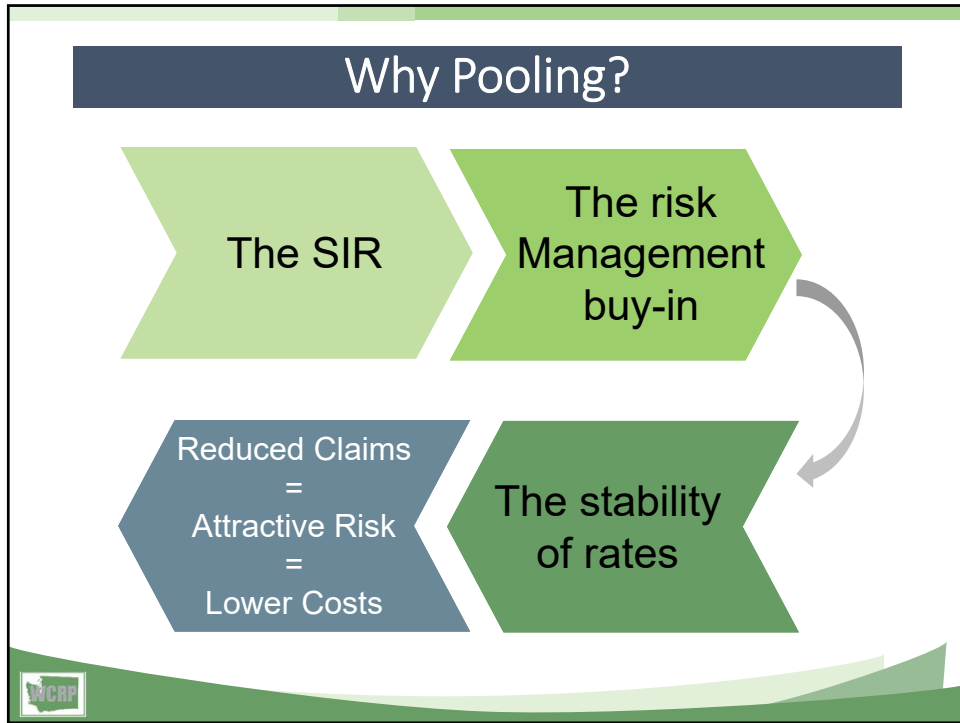 Why Pooling?
The SIR
The risk
Management
buy-in
The stability
of rates
Reduced Claims
=
Attractive Risk
=
Lower Costs
WCRP